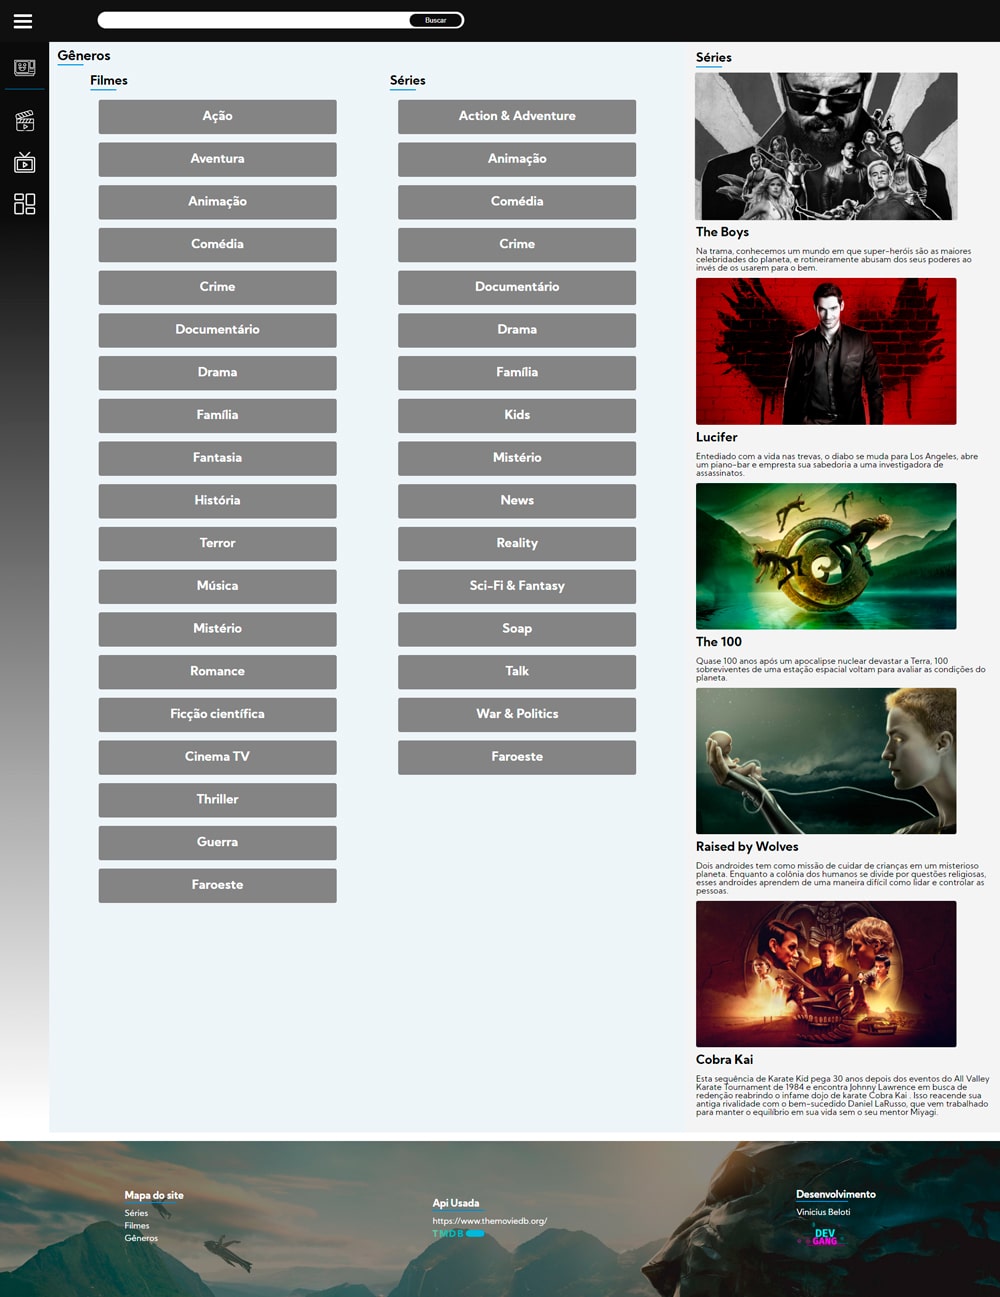 Buscar
Gêneros
Filmes
Ação
Aventura
Animação
Comédia
Crime
Documentário
Drama
Família
Fantasia
História
Terror
Música
Mistério
Romance
Ficção científica
Cinema TV
Thriller
Guerra
Faroeste
Séries
Action & Adventure
Animação
Comédia
Crime
Documentário
Drama
Família
Kids
Mistério
News
Reality
Sci-Fi & Fantasy
Soap
Talk
War & Politics
Faroeste
Séries
The Boys
Na trama, conhecemos um mundo em que super-heróis são as maiores
celebridades do planeta, e rotineiramente abusam dos seus poderes ao
invés de os usarem para o bem.
Lucifer
Entediado com a vida nas trevas, o diabo se muda para Los Angeles, abre
um piano-bar e empresta sua sabedoria a uma investigadora de
assassinatos.
The 100
Quase 100 anos após um apocalipse nuclear devastar a Terra, 100
sobreviventes de uma estação espacial voltam para avaliar as condições do
planeta.
Raised by Wolves
Dois androides tem como missão de cuidar de crianças em um misterioso
planeta. Enquanto a colônia dos humanos se divide por questões religiosas,
esses androides aprendem de uma maneira difícil como lidar e controlar as
pessoas.
Cobra Kai
Esta sequência de Karate Kid pega 30 anos depois dos eventos do All Valley
Karate Tournament de 1984 e encontra Johnny Lawrence em busca de
redenção reabrindo o infame dojo de karate Cobra Kai . Isso reacende sua
antiga rivalidade com o bem-sucedido Daniel LaRusso, que vem trabalhado
para manter o equilíbrio em sua vida sem o seu mentor Miyagi.
Mapa do site
Séries
Filmes
Gêneros
Api Usada
https://www.themoviedb.org/
TMDB
Desenvolvimento
Vinícius Beloti
DEV
GANG